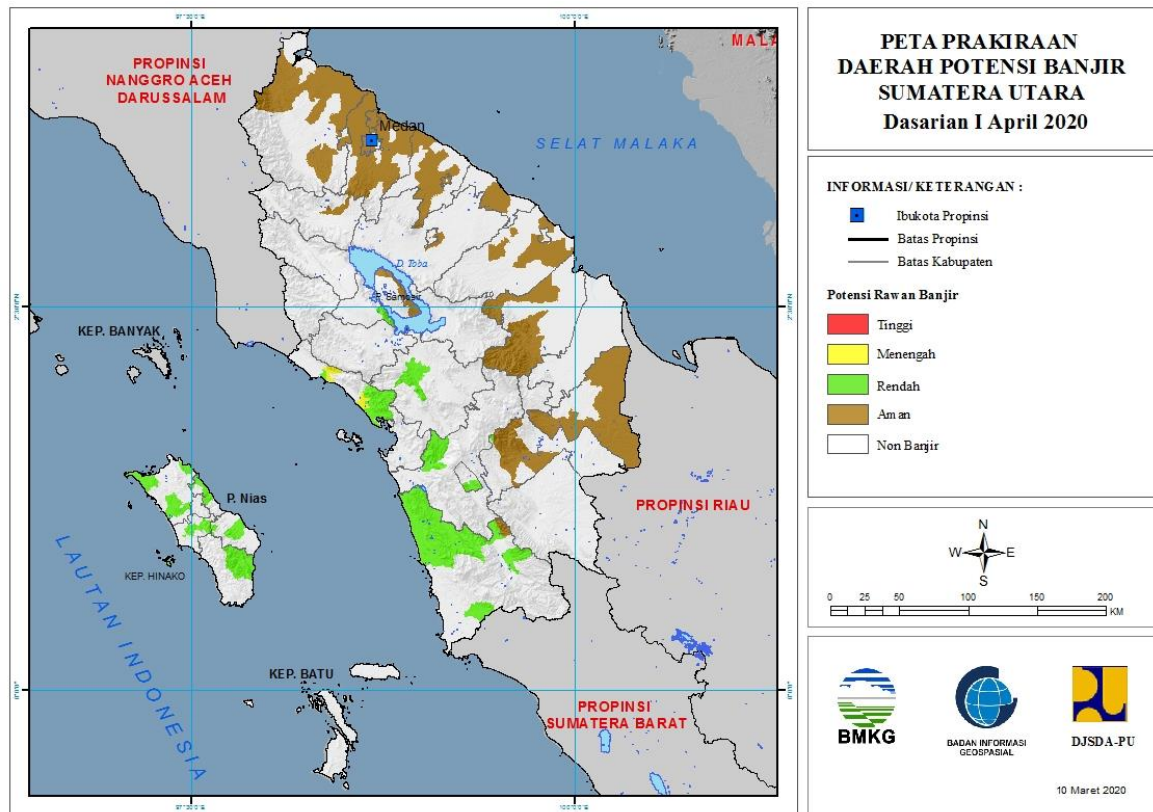 PETA PRAKIRAAN
DAERAH POTENSI BANJIR
SUMATERA UTARA
Dasarian I April 2020
INFORMASI/ KETERANGAN :
Ibukota Propinsi
Batas Propinsi
Batas Kabupaten
Potensi Rawan Banjir
Tinggi
Menengah
Rendah
Aman
Non Banjir
N
W E
S
0 25 50 100 150 200
KM
BMKG
BADAN INFORMASI
GEOSPASIAL
DJSDA-PU
10 Maret 2020
PROPINSI
NANGGRO ACEH
DARUSSALAM
MALA
Medan
SELAT MALAKA
D. Toba
P. Samosir
KEP. BANYAK
P. Nias
PROPINSI RIAU
KEP. HINAKO
LAUTAN INDONESIA
KEP. BATU
PROPINSI
SUMATERA BARAT